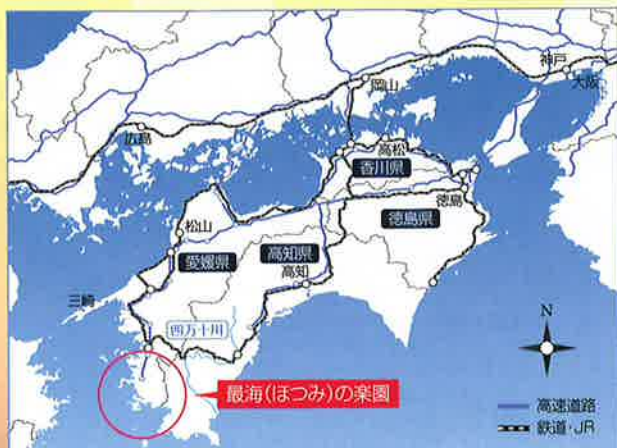 神戸
大阪
岡山
広島
高松
香川県
徳島
徳島県
松山
愛媛県
高知県
高知
三崎
四万十川
N
最海(ほつみ)の楽園
高速道路
鉄道・JR